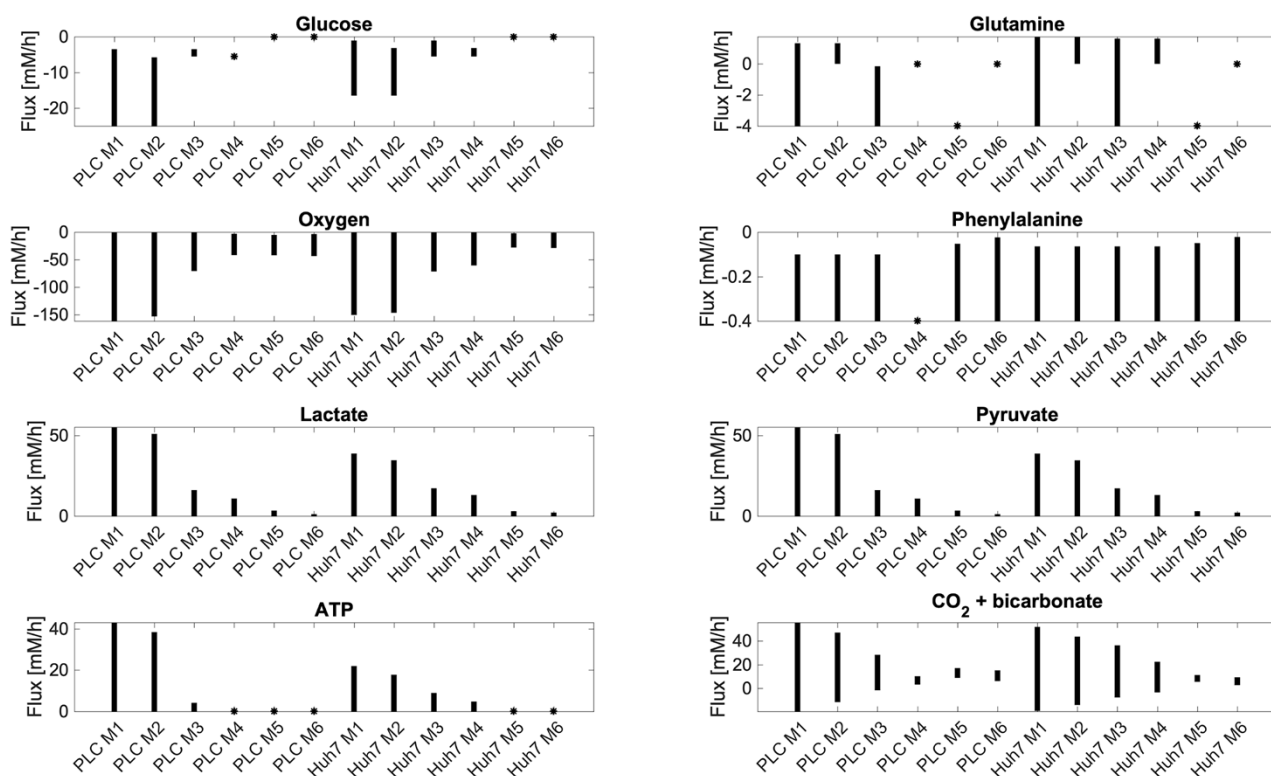 Glucose
Flux [mM/h]
0
-10
-20
PLC M1
PLC M2
PLC M3
PLC M4
PLC M5
PLC M6
Huh7 M1
Huh7 M2
Huh7 M3
Huh7 M4
Huh7 M5
Huh7 M6
Glutamine
Flux [mM/h]
0
-2
-4
PLC M1
PLC M2
PLC M3
PLC M4
PLC M5
PLC M6
Huh7 M1
Huh7 M2
Huh7 M3
Huh7 M4
Huh7 M5
Huh7 M6
Oxygen
Flux [mM/h]
0
-50
-100
-150
PLC M1
PLC M2
PLC M3
PLC M4
PLC M5
PLC M6
Huh7 M1
Huh7 M2
Huh7 M3
Huh7 M4
Huh7 M5
Huh7 M6
Phenylalanine
Flux [mM/h]
0
-0.2
-0.4
PLC M1
PLC M2
PLC M3
PLC M4
PLC M5
PLC M6
Huh7 M1
Huh7 M2
Huh7 M3
Huh7 M4
Huh7 M5
Huh7 M6
Lactate
Flux [mM/h]
50
0
PLC M1
PLC M2
PLC M3
PLC M4
PLC M5
PLC M6
Huh7 M1
Huh7 M2
Huh7 M3
Huh7 M4
Huh7 M5
Huh7 M6
Pyruvate
Flux [mM/h]
50
0
PLC M1
PLC M2
PLC M3
PLC M4
PLC M5
PLC M6
Huh7 M1
Huh7 M2
Huh7 M3
Huh7 M4
Huh7 M5
Huh7 M6
ATP
Flux [mM/h]
40
20
0
PLC M1
PLC M2
PLC M3
PLC M4
PLC M5
PLC M6
Huh7 M1
Huh7 M2
Huh7 M3
Huh7 M4
Huh7 M5
Huh7 M6
CO₂ + bicarbonate
Flux [mM/h]
40
20
0
PLC M1
PLC M2
PLC M3
PLC M4
PLC M5
PLC M6
Huh7 M1
Huh7 M2
Huh7 M3
Huh7 M4
Huh7 M5
Huh7 M6